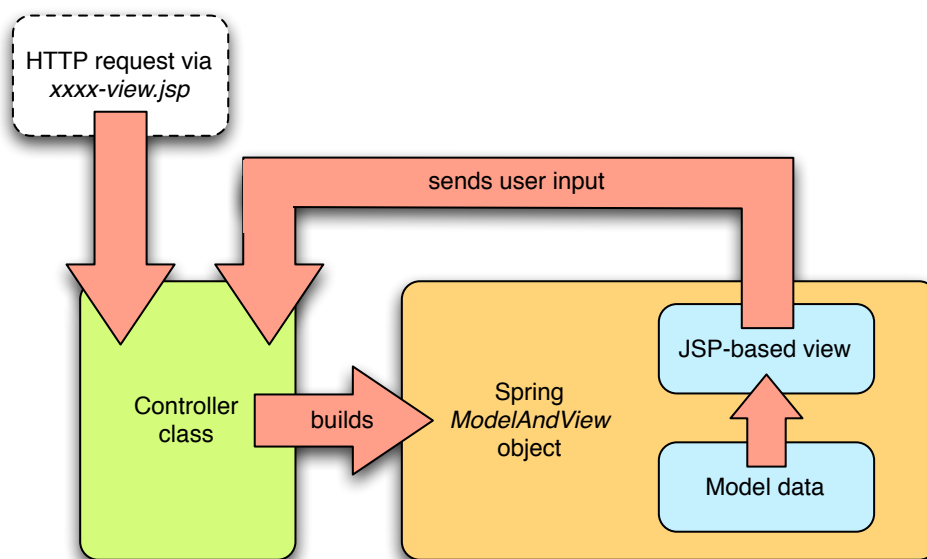 HTTP request via
xxxx-view.jsp
sends user input
JSP-based view
Controller
class
builds
Spring
ModelAndView
object
Model data